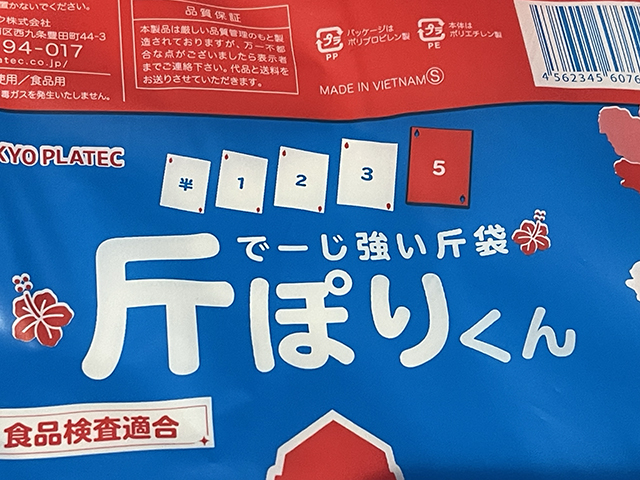 置かないでください。
ク株式会社
区西九条豊田町44-3
94-017
atec.co.jp/
使用/食品用
毒ガスを発生いたしません。
品質保証
本製品は厳しい品質管理のもと製
造されておりますが、万一不都
合な点がございましたら表示者
までご連絡下さい。代品と送料を
お送りさせていただきます。
プラ
PP
パッケージは
ポリプロピレン製
プラ
PE
本体は
ポリエチレン製
MADE IN VIETNAM Ⓢ
4 562345 6076
KYO PLATEC
半 1 2 3 5
でーじ強い斤袋
斤ぽりくん
食品検査適合